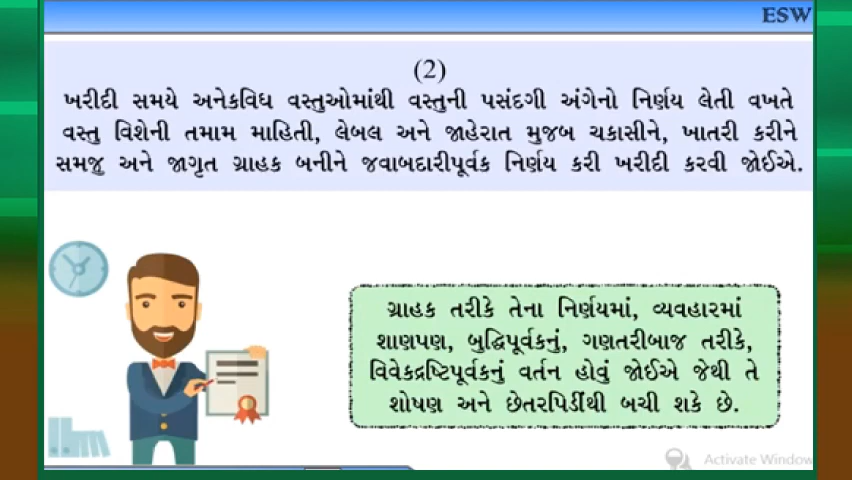 ESW
(2)
ખરીદી સમયે અનેકવિધ વસ્તુઓમાંથી વસ્તુની પસંદગી અંગેનો નિર્ણય લેતી વખતે
વસ્તુ વિશેની તમામ માહિતી, લેબલ અને જાહેરાત મુજબ ચકાસીને, ખાતરી કરીને
સમજુ અને જાગૃત ગ્રાહક બનીને જવાબદારીપૂર્વક નિર્ણય કરી ખરીદી કરવી જોઈએ.
ગ્રાહક તરીકે તેના નિર્ણયમાં, વ્યવહારમાં
શાણપણ, બુદ્ધિપૂર્વકનું, ગણતરીબાજ તરીકે,
વિવેકદ્રષ્ટિપૂર્વકનું વર્તન હોવું જોઈએ જેથી તે
શોષણ અને છેતરપિર્ડીથી બચી શકે છે.
Activate Window